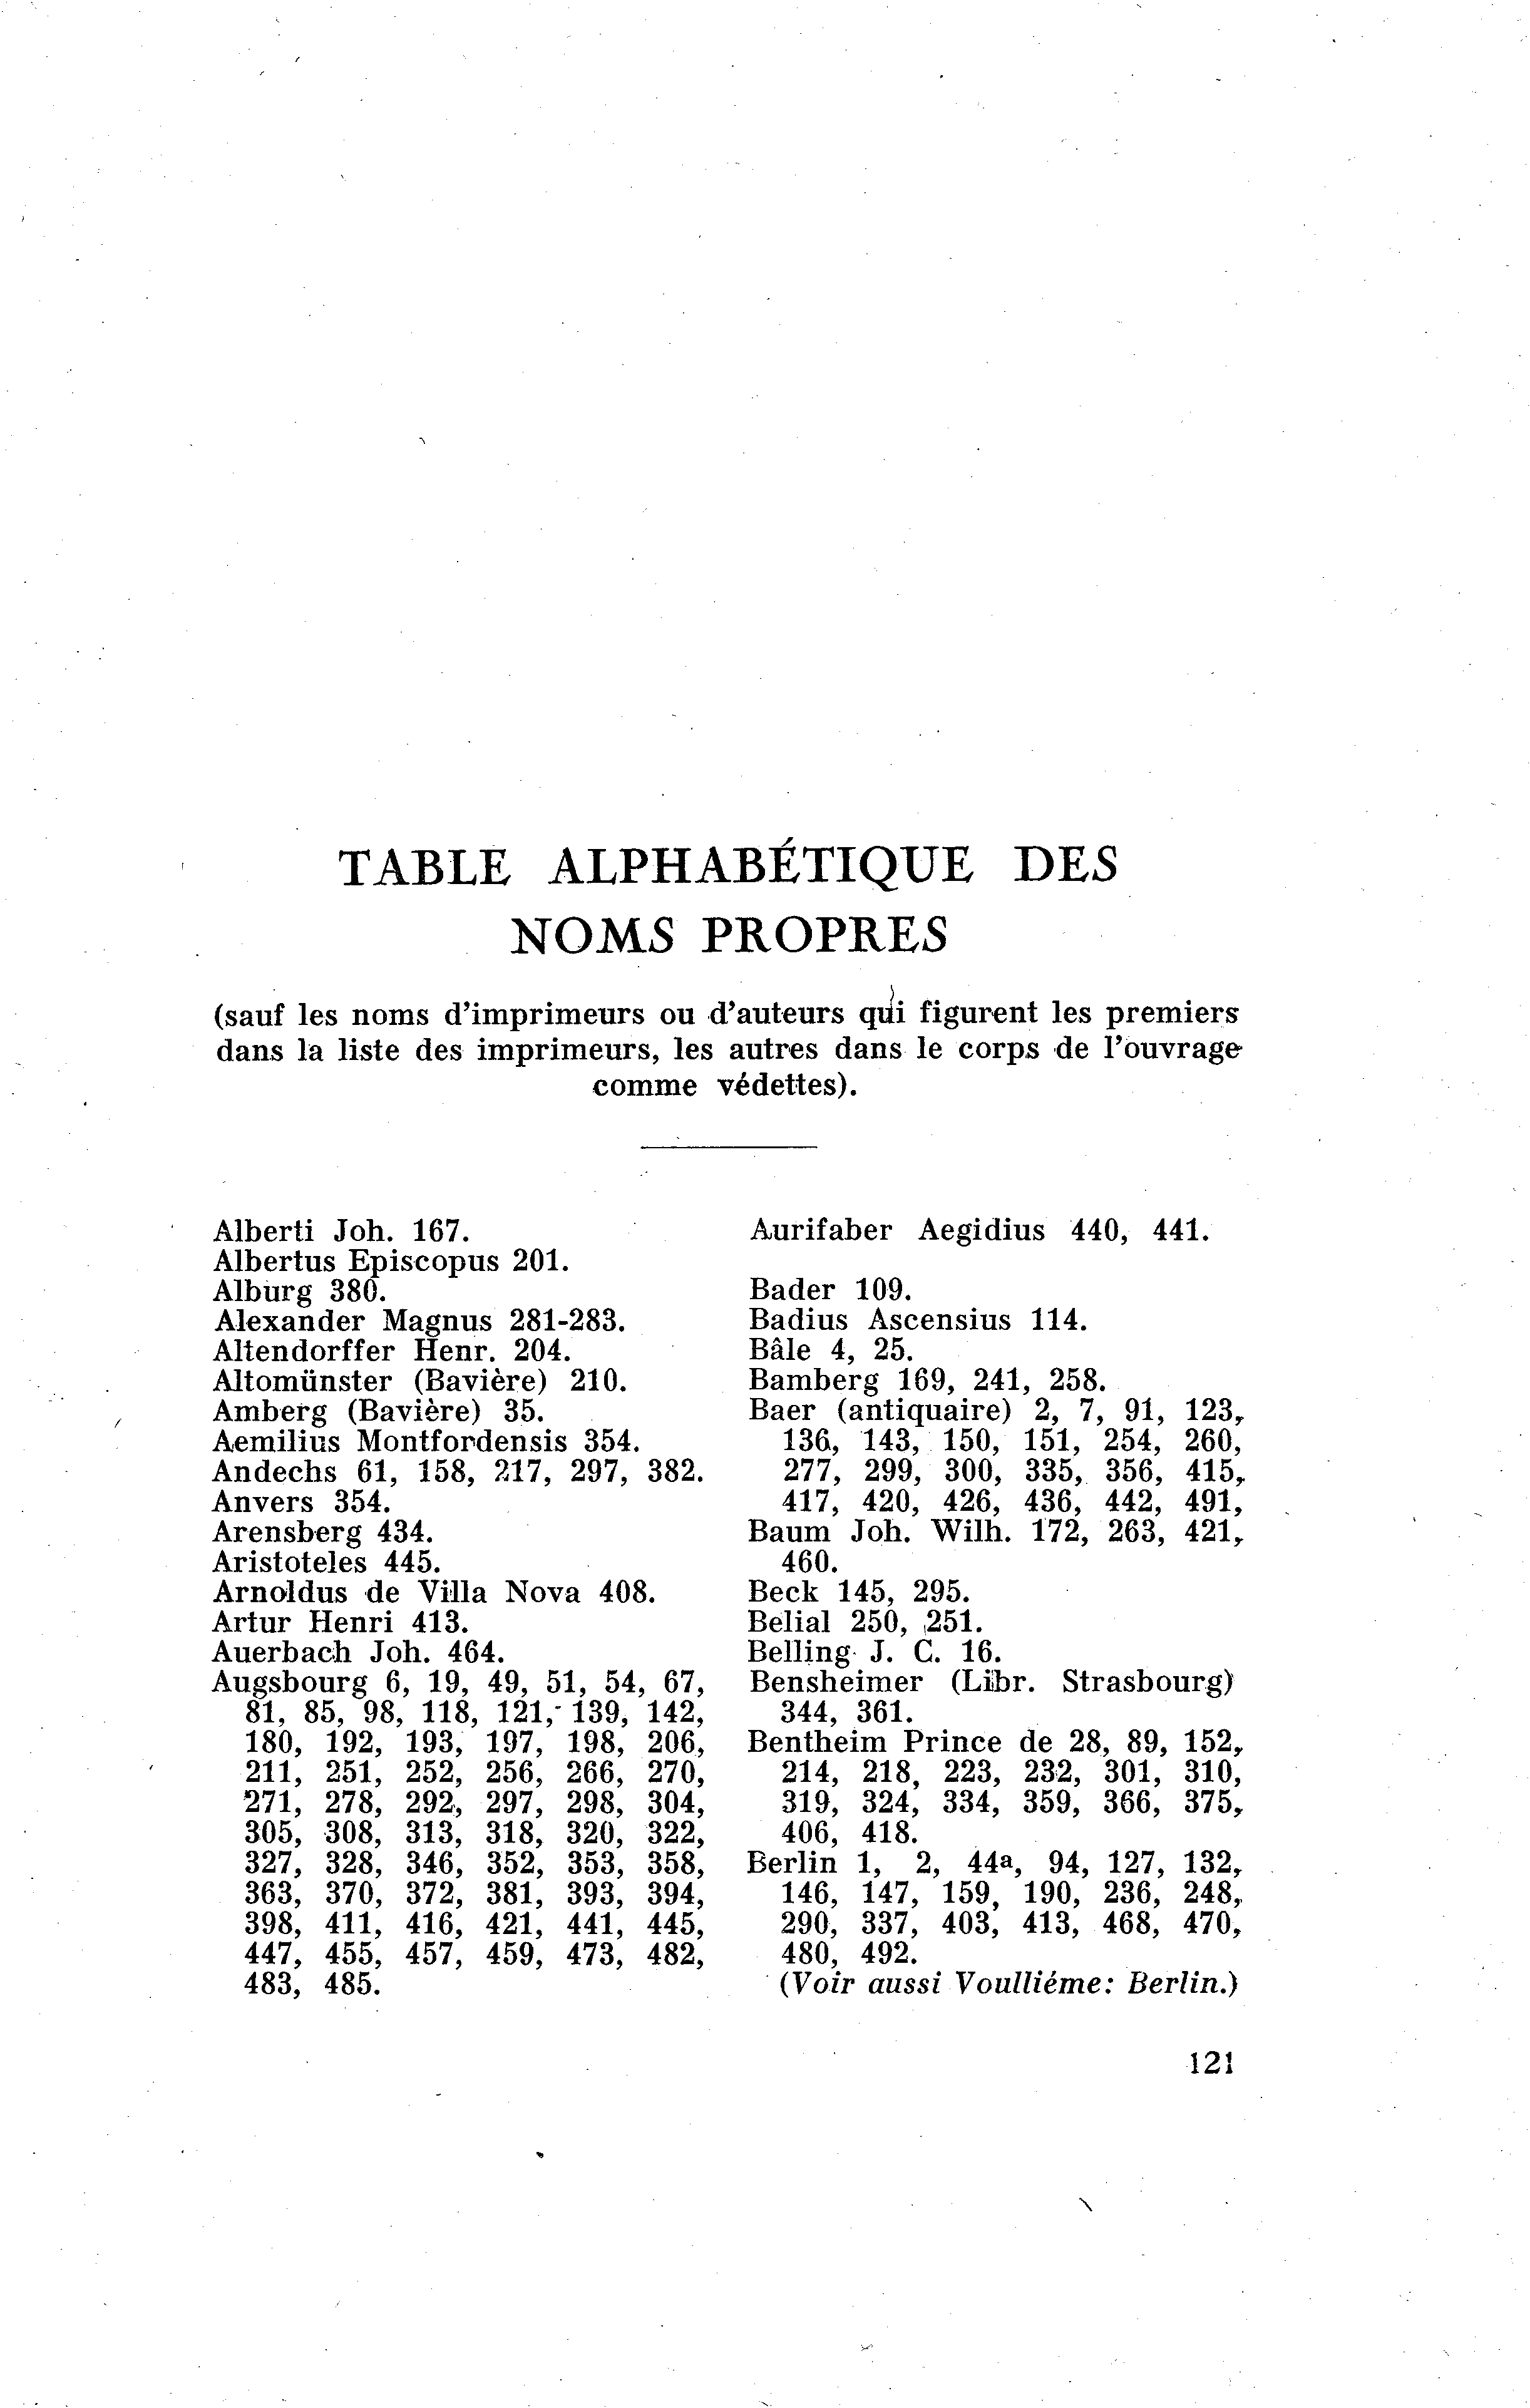 TABLE ALPHABÉTIQUE DES
NOMS PROPRES
(sauf les noms d'imprimeurs ou d'auteurs qui figurent les premiers
dans la liste des imprimeurs, les autres dans le corps de l'ouvrage
comme védettes).
Alberti Joh. 167.
Albertus Episcopus 201.
Alburg 380.
Alexander Magnus 281-283.
Altendorffer Henr. 204.
Altomünster (Bavière) 210.
Amberg (Bavière) 35.
Aemilius Montfordensis 354.
Andechs 61, 158, 217, 297, 382.
Anvers 354.
Arensberg 434.
Aristoteles 445.
Arnoldus de Villa Nova 408.
Artur Henri 413.
Auerbach Joh. 464.
Augsbourg 6, 19, 49, 51, 54, 67,
81, 85, 98, 118, 121, 139, 142,
180, 192, 193, 197, 198, 206,
211, 251, 252, 256, 266, 270,
271, 278, 292, 297, 298, 304,
305, 308, 313, 318, 320, 322,
327, 328, 346, 352, 353, 358,
363, 370, 372, 381, 393, 394,
398, 411, 416, 421, 441, 445,
447, 455, 457, 459, 473, 482,
483, 485.
Aurifaber Aegidius 440, 441.
Bader 109.
Badius Ascensius 114.
Bâle 4, 25.
Bamberg 169, 241, 258.
Baer (antiquaire) 2, 7, 91, 123,
136, 143, 150, 151, 254, 260,
277, 299, 300, 335, 356, 415,
417, 420, 426, 436, 442, 491,
Baum Joh. Wilh. 172, 263, 421,
460.
Beck 145, 295.
Belial 250, 251.
Belling J. C. 16.
Bensheimer (Libr. Strasbourg)
344, 361.
Bentheim Prince de 28, 89, 152,
214, 218, 223, 232, 301, 310,
319, 324, 334, 359, 366, 375,
406, 418.
Berlin 1, 2, 44a, 94, 127, 132,
146, 147, 159, 190, 236, 248,
290, 337, 403, 413, 468, 470,
480, 492.
(Voir aussi Voulliéme: Berlin.)
121